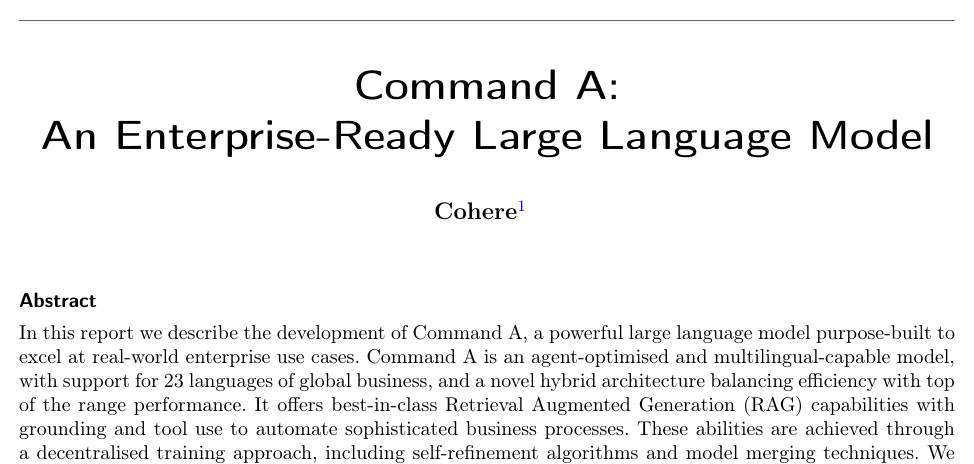 Command A:
An Enterprise-Ready Large Language Model
Cohere1
Abstract
In this report we describe the development of Command A, a powerful large language model purpose-built to
excel at real-world enterprise use cases. Command A is an agent-optimised and multilingual-capable model,
with support for 23 languages of global business, and a novel hybrid architecture balancing efficiency with top
of the range performance. It offers best-in-class Retrieval Augmented Generation (RAG) capabilities with
grounding and tool use to automate sophisticated business processes. These abilities are achieved through
a decentralised training approach, including self-refinement algorithms and model merging techniques. We